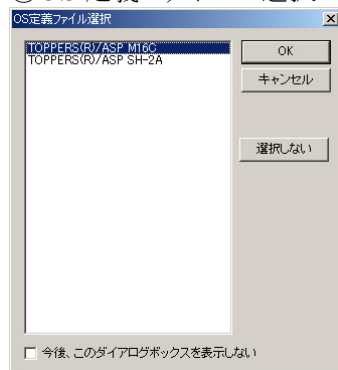 OS定義ファイル選択
TOPPERS(R)/ASP M16C
TOPPERS(R)/ASP SH-2A
OK
キャンセル
選択しない
今後、このダイアログボックスを表示しない